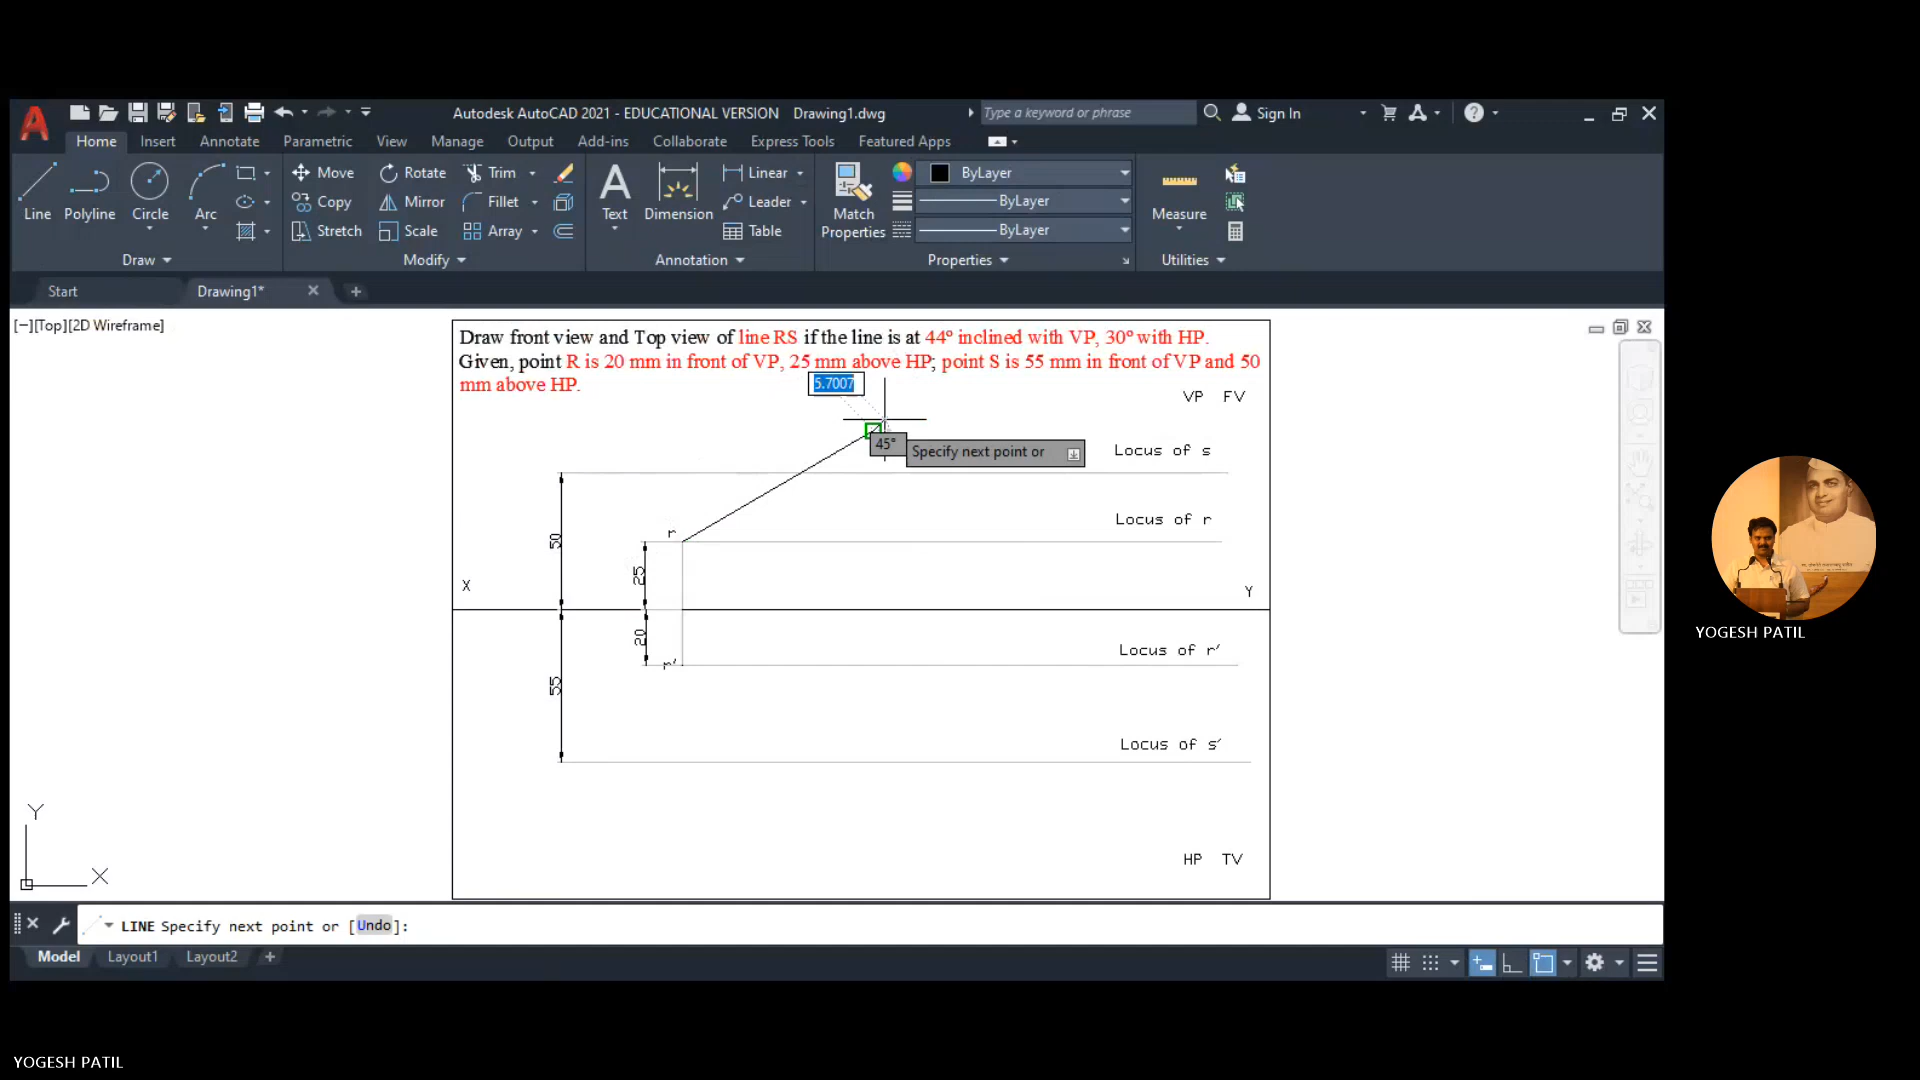 Autodesk AutoCAD 2021 - EDUCATIONAL VERSION Drawing1.dwg
Type a keyword or phrase
Sign In
Home Insert Annotate Parametric View Manage Output Add-ins Collaborate Express Tools Featured Apps
Line Polyline Circle Arc
Move Rotate Trim
Copy Mirror Fillet
Stretch Scale Array
Text Dimension
Linear
Leader
Table
Match Properties
ByLayer
ByLayer
ByLayer
Measure
Draw Modify Annotation Properties Utilities
Start Drawing1*
[−][Top][2D Wireframe]
Draw front view and Top view of line RS if the line is at 44º inclined with VP, 30º with HP.
Given, point R is 20 mm in front of VP, 25 mm above HP; point S is 55 mm in front of VP and 50
mm above HP.
5.7007
VP FV
45°
Specify next point or
Locus of s
r
Locus of r
50
25
X
Y
20
r′
Locus of r′
55
Locus of s′
HP TV
Y
X
LINE Specify next point or [Undo]:
Model Layout1 Layout2
YOGESH PATIL
YOGESH PATIL